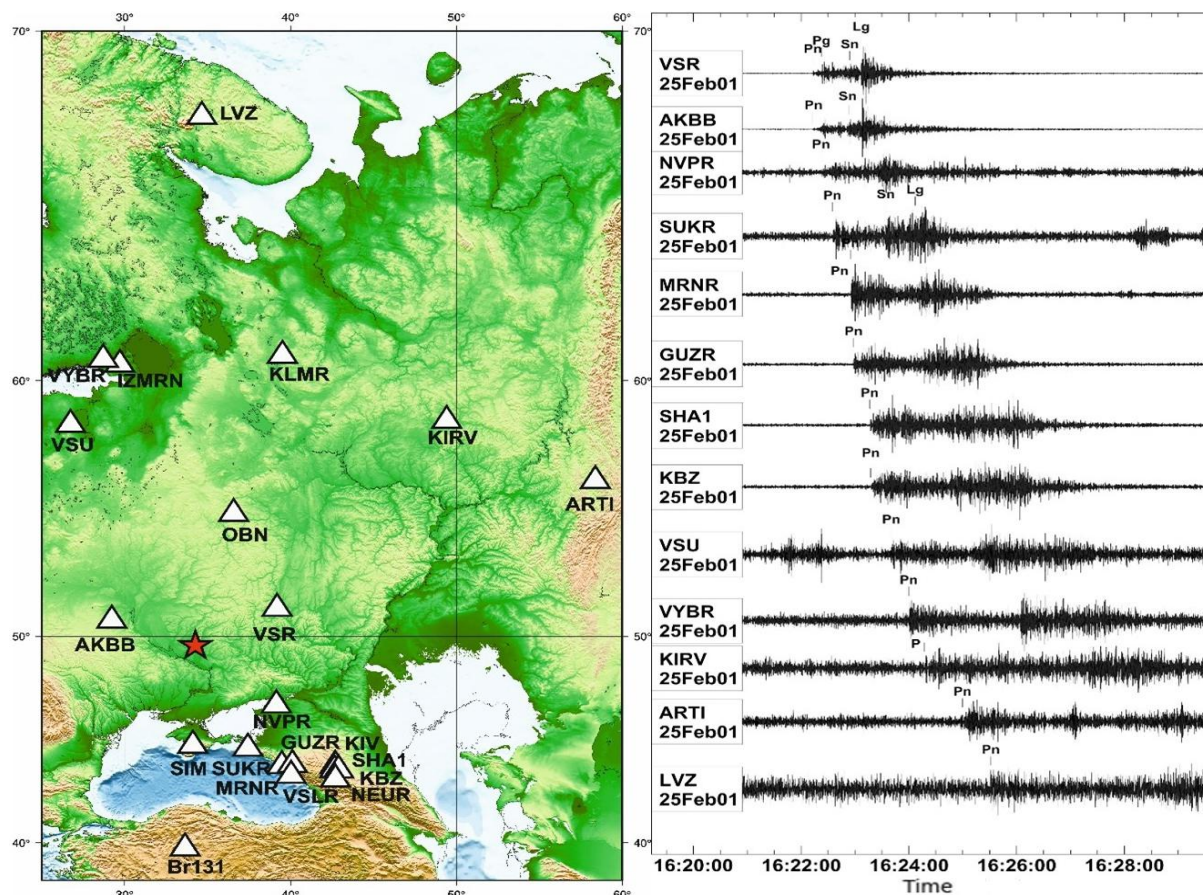 30°
40°
50°
60°
70°
70°
LVZ
VYBR
IZMRN
KLMR
60°
60°
VSU
KIRV
ARTI
OBN
VSR
AKBB
50°
50°
NVPR
GUZR
KIV
SIM
SUKR
SHA1
MRNR
KBZ
VSLR
NEUR
40°
40°
Br131
30°
40°
50°
60°
Lg
Pg
Pn
Sn
VSR
25Feb01
Pn
Sn
AKBB
25Feb01
Pn
NVPR
25Feb01
Pn
Sn
Lg
SUKR
25Feb01
Pn
MRNR
25Feb01
Pn
GUZR
25Feb01
Pn
SHA1
25Feb01
Pn
KBZ
25Feb01
Pn
VSU
25Feb01
Pn
VYBR
25Feb01
P
KIRV
25Feb01
Pn
ARTI
25Feb01
Pn
LVZ
25Feb01
16:20:00
16:22:00
16:24:00
16:26:00
16:28:00
Time